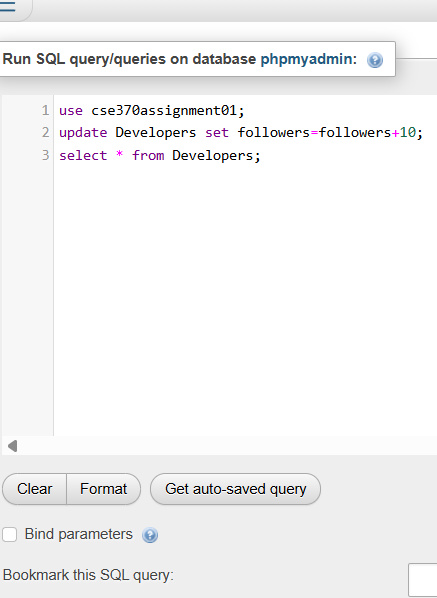 Run SQL query/queries on database phpmyadmin:
1 use cse370assignment01;
2 update Developers set followers=followers+10;
3 select * from Developers;
Clear Format Get auto-saved query
Bind parameters
Bookmark this SQL query: